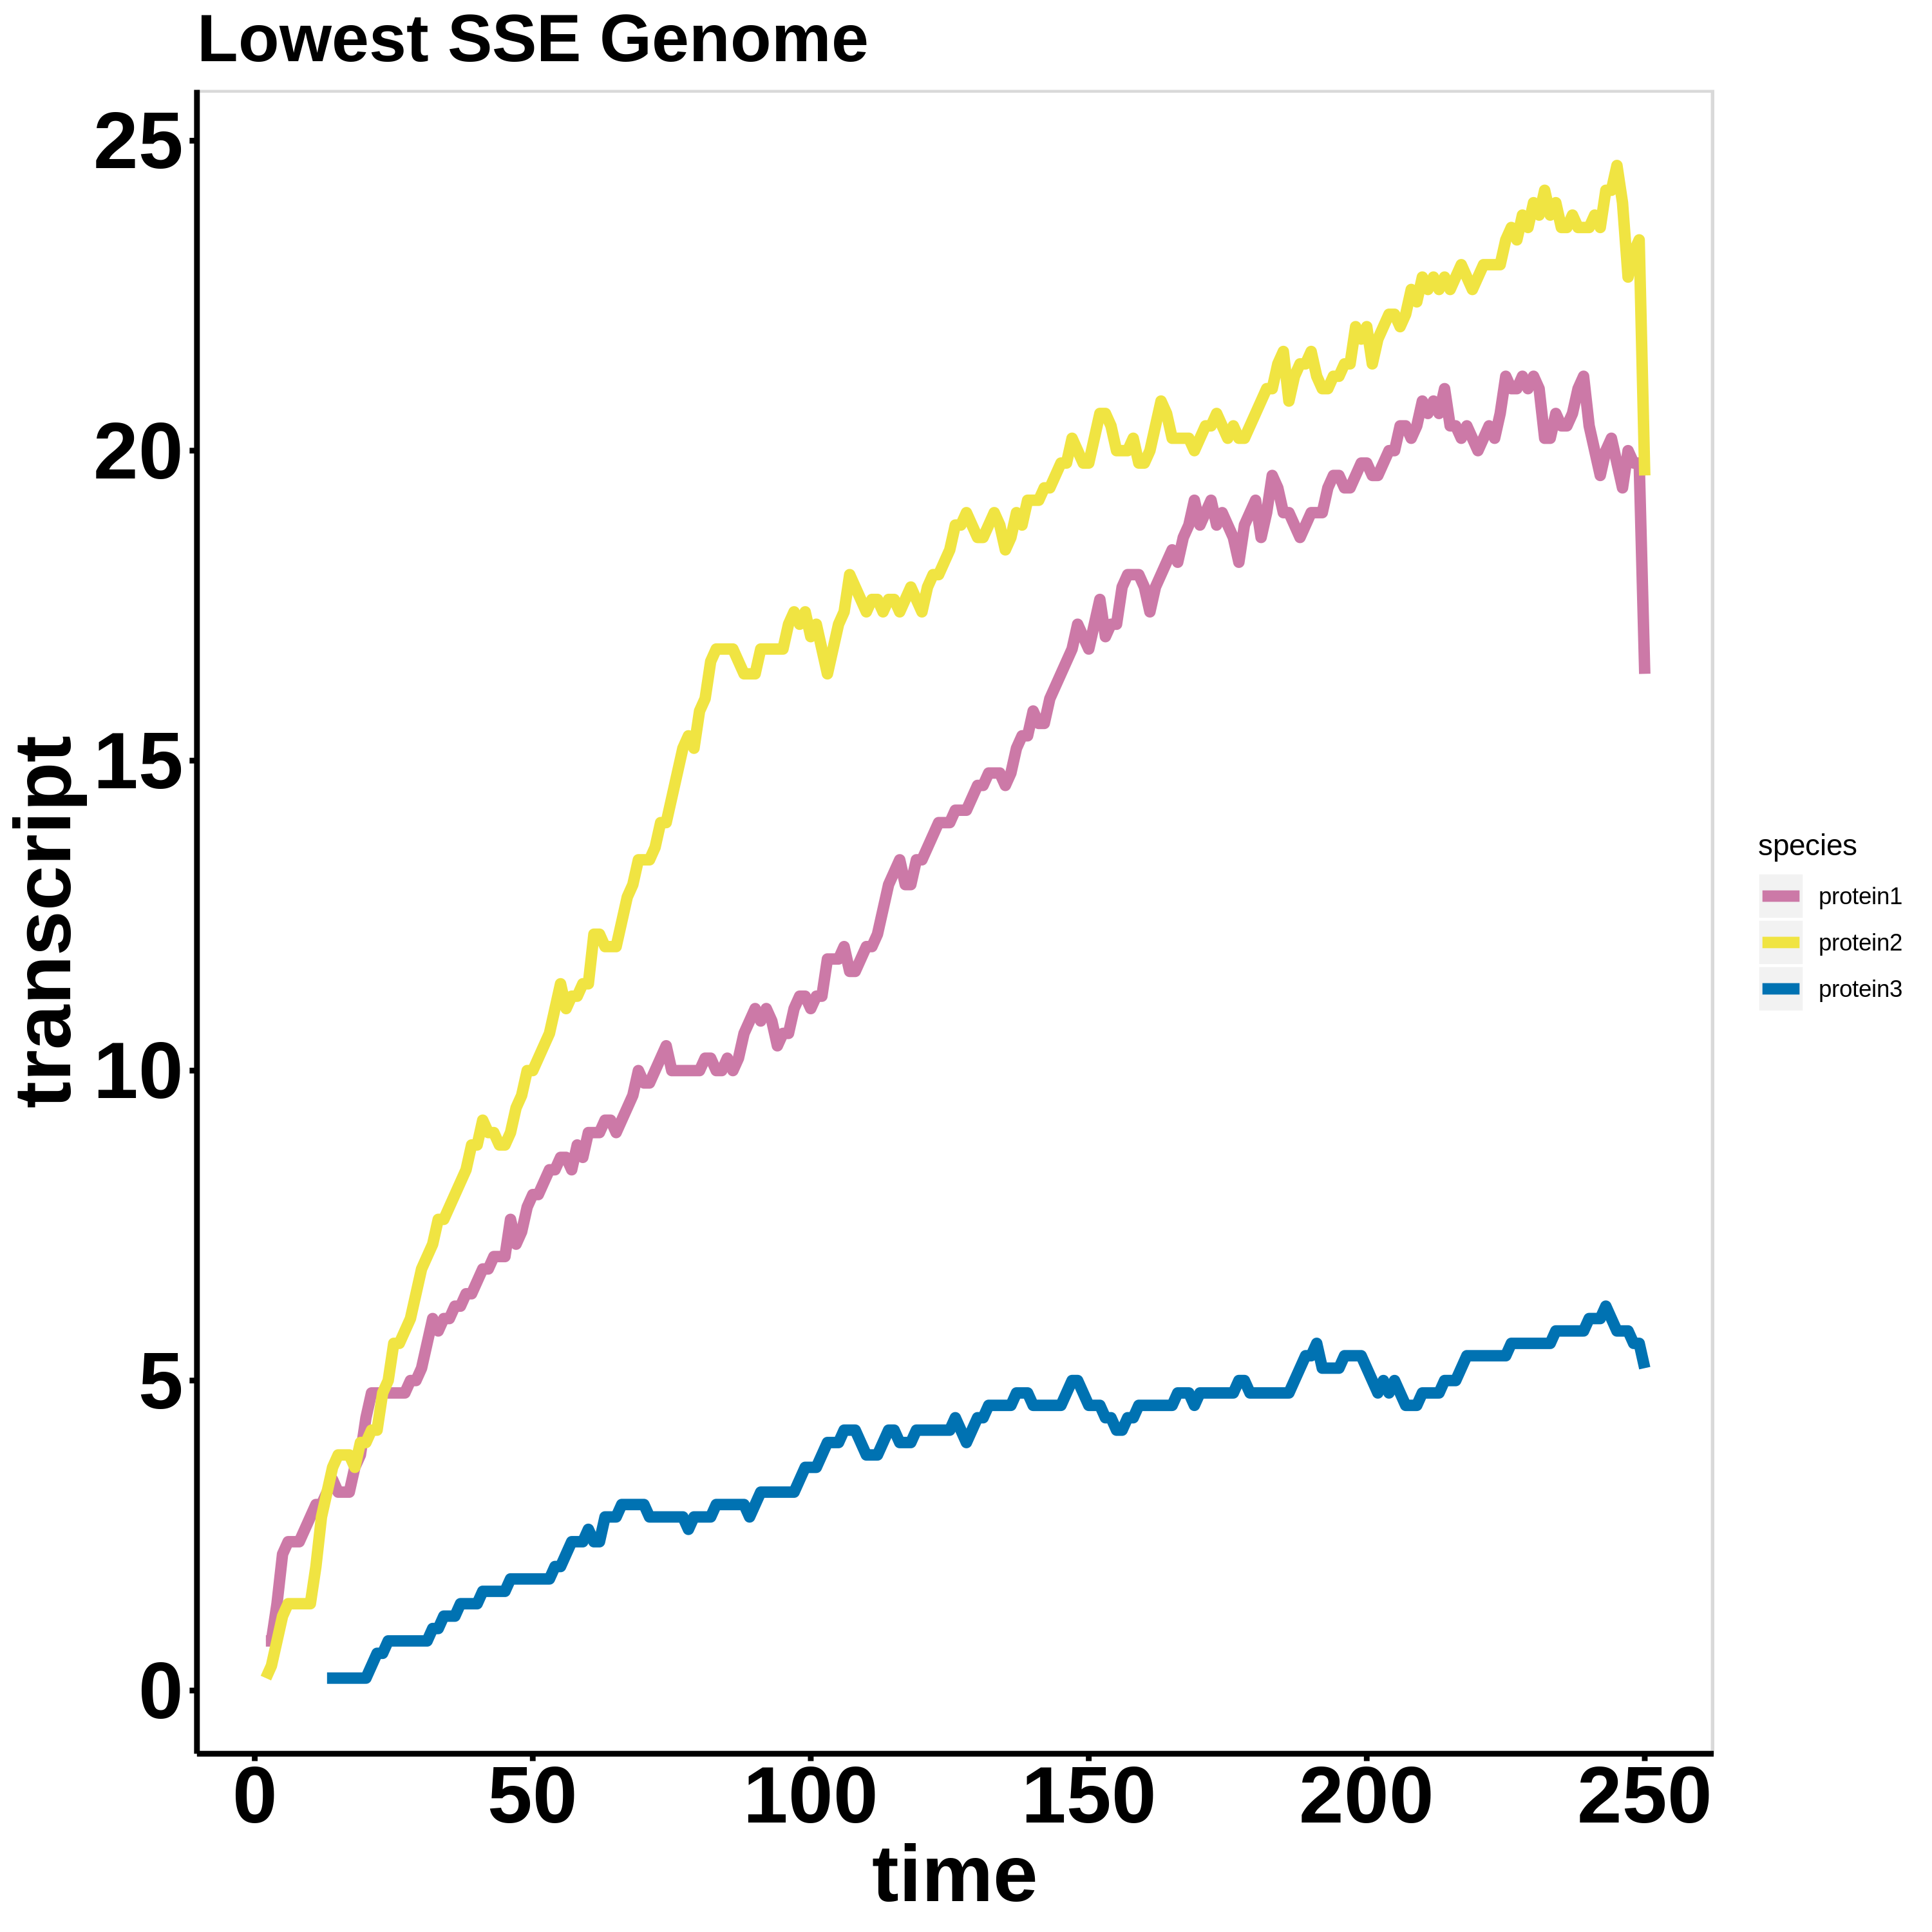 Lowest SSE Genome
25
20
15
10
5
0
transcript
0 50 100 150 200 250
time
species
protein1
protein2
protein3